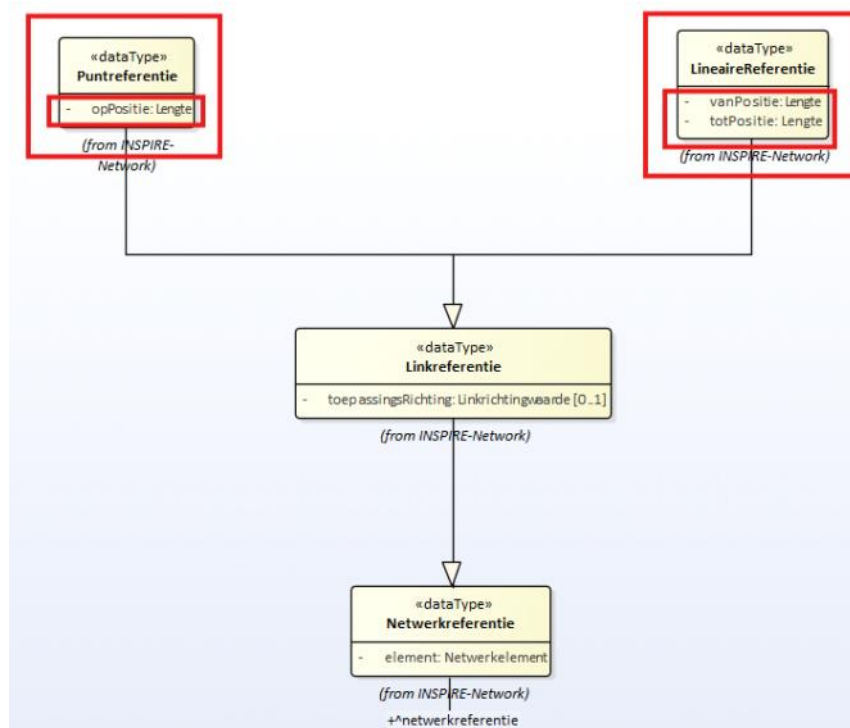 «dataType»
Puntreferentie
- opPositie: Lengte
(from INSPIRE-
Network)
«dataType»
LineaireReferentie
- vanPositie: Lengte
- totPositie: Lengte
(from INSPIRE-Network)
«dataType»
Linkreferentie
- toepassingsRichting: Linkrichtingwaarde [0..1]
(from INSPIRE-Network)
«dataType»
Netwerkreferentie
- element: Netwerkelement
(from INSPIRE-Network)
+^netwerkreferentie